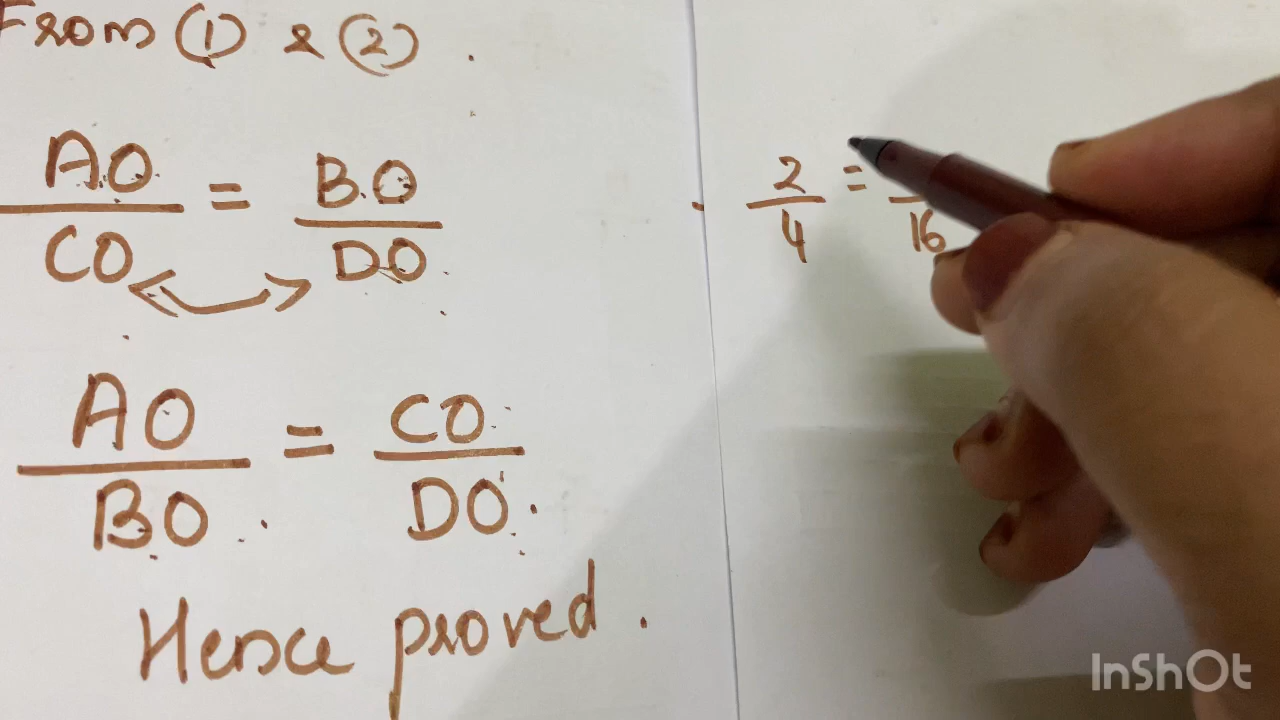 From (1) & (2).
AO/CO = BO/DO
AO/BO = CO/DO.
Hence proved.
2/4 = /16
InShOt